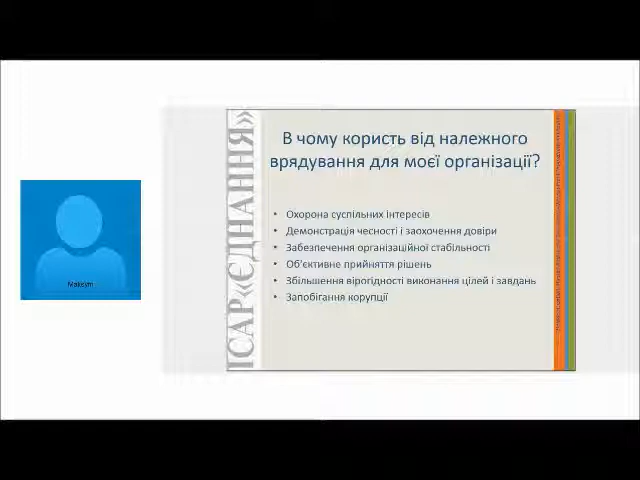 Maksym
ІСАР«ЄДНАННЯ»
В чому користь від належного
врядування для моєї організації?
• Охорона суспільних інтересів
• Демонстрація чесності і заохочення довіри
• Забезпечення організаційної стабільності
• Об'єктивне прийняття рішень
• Збільшення вірогідності виконання цілей і завдань
• Запобігання корупції